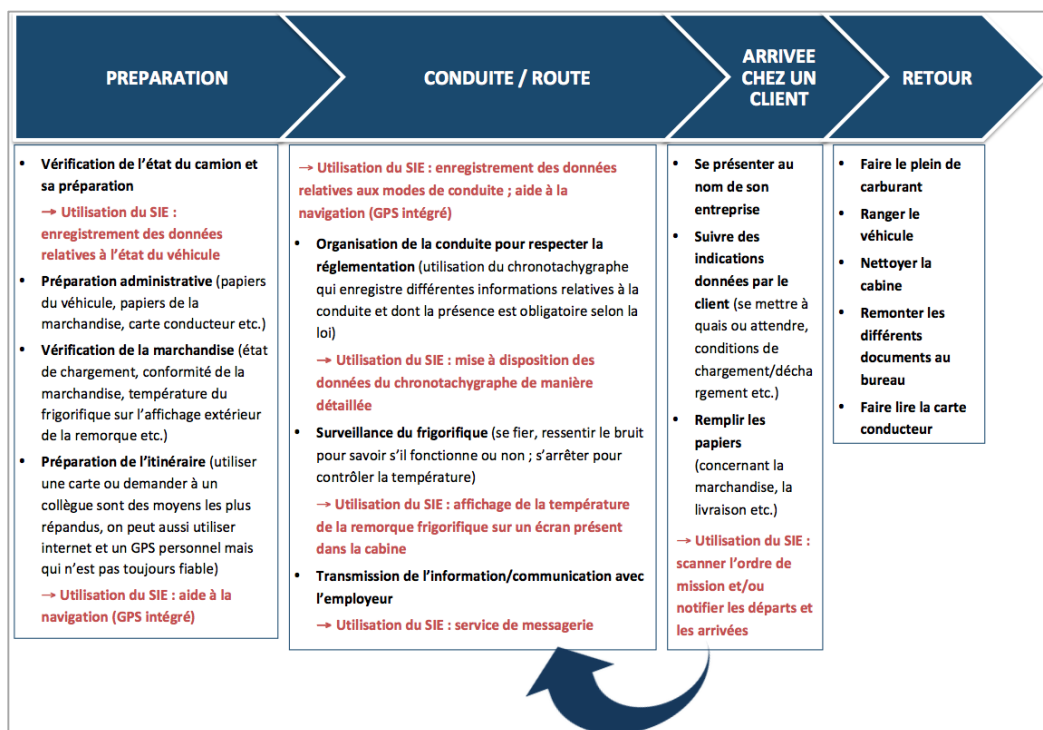 PREPARATION
CONDUITE / ROUTE
ARRIVEE
CHEZ UN
CLIENT
RETOUR
• Vérification de l’état du camion et
sa préparation
→ Utilisation du SIE :
enregistrement des données
relatives à l’état du véhicule
• Préparation administrative (papiers
du véhicule, papiers de la
marchandise, carte conducteur etc.)
• Vérification de la marchandise (état
de chargement, conformité de la
marchandise, température du
frigorifique sur l’affichage extérieur
de la remorque etc.)
• Préparation de l’itinéraire (utiliser
une carte ou demander à un
collègue sont des moyens les plus
répandus, on peut aussi utiliser
internet et un GPS personnel mais
qui n’est pas toujours fiable)
→ Utilisation du SIE : aide à la
navigation (GPS intégré)
→ Utilisation du SIE : enregistrement des données
relatives aux modes de conduite ; aide à la
navigation (GPS intégré)
• Organisation de la conduite pour respecter la
réglementation (utilisation du chronotachygraphe
qui enregistre différentes informations relatives à la
conduite et dont la présence est obligatoire selon la
loi)
→ Utilisation du SIE : mise à disposition des
données du chronotachygraphe de manière
détaillée
• Surveillance du frigorifique (se fier, ressentir le bruit
pour savoir s’il fonctionne ou non ; s’arrêter pour
contrôler la température)
→ Utilisation du SIE : affichage de la température
de la remorque frigorifique sur un écran présent
dans la cabine
• Transmission de l’information/communication avec
l’employeur
→ Utilisation du SIE : service de messagerie
• Se présenter au
nom de son
entreprise
• Suivre des
indications
données par le
client (se mettre à
quais ou attendre,
conditions de
chargement/décha
rgement etc.)
• Remplir les
papiers
(concernant la
marchandise, la
livraison etc.)
→ Utilisation du SIE :
scanner l’ordre de
mission et/ou
notifier les départs et
les arrivées
• Faire le plein de
carburant
• Ranger le
véhicule
• Nettoyer la
cabine
• Remonter les
différents
documents au
bureau
• Faire lire la carte
conducteur